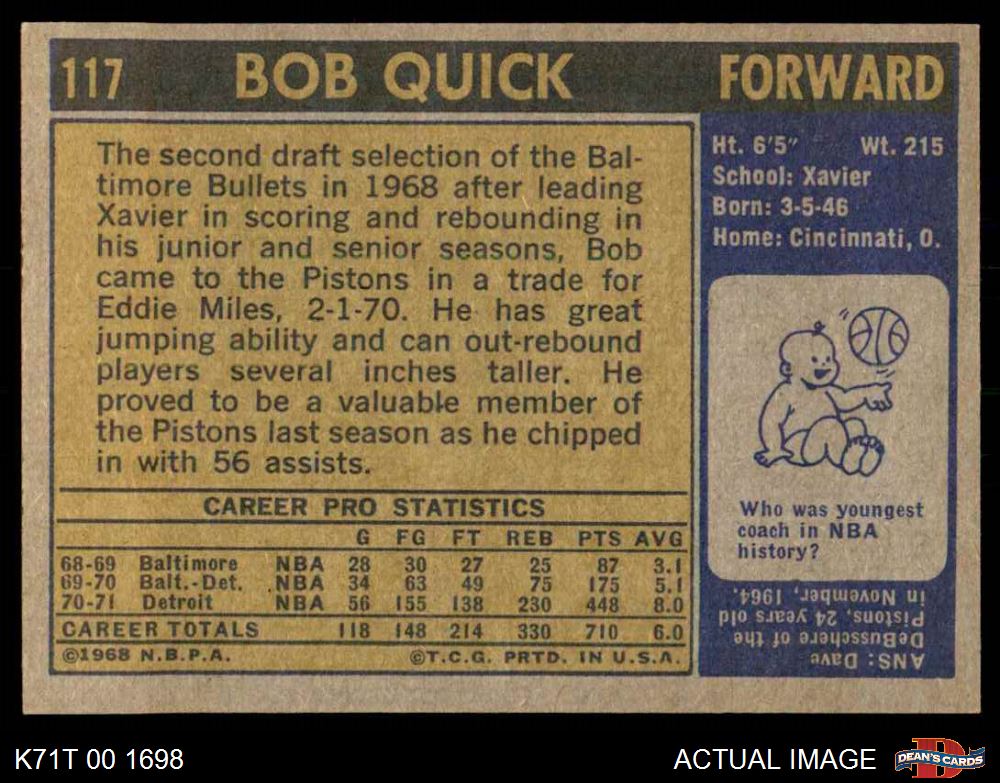 117 BOB QUICK FORWARD
The second draft selection of the Bal-
timore Bullets in 1968 after leading
Xavier in scoring and rebounding in
his junior and senior seasons, Bob
came to the Pistons in a trade for
Eddie Miles, 2-1-70. He has great
jumping ability and can out-rebound
players several inches taller. He
proved to be a valuable member of
the Pistons last season as he chipped
in with 56 assists.
CAREER PRO STATISTICS
G FG FT REB PTS AVG
68-69 Baltimore NBA 28 30 27 25 87 3.1
69-70 Balt.-Det. NBA 34 63 49 75 175 5.1
70-71 Detroit NBA 56 155 138 230 448 8.0
CAREER TOTALS 118 148 214 330 710 6.0
©1968 N.B.P.A. ©T.C.G. PRTD. IN U.S.A.
Ht. 6'5" Wt. 215
School: Xavier
Born: 3-5-46
Home: Cincinnati, O.
Who was youngest
coach in NBA
history?
ANS: Dave
DeBusschere of the
Pistons, 24 years old
in November, 1964.
K71T 00 1698
ACTUAL IMAGE
D
DEAN'S CARDS